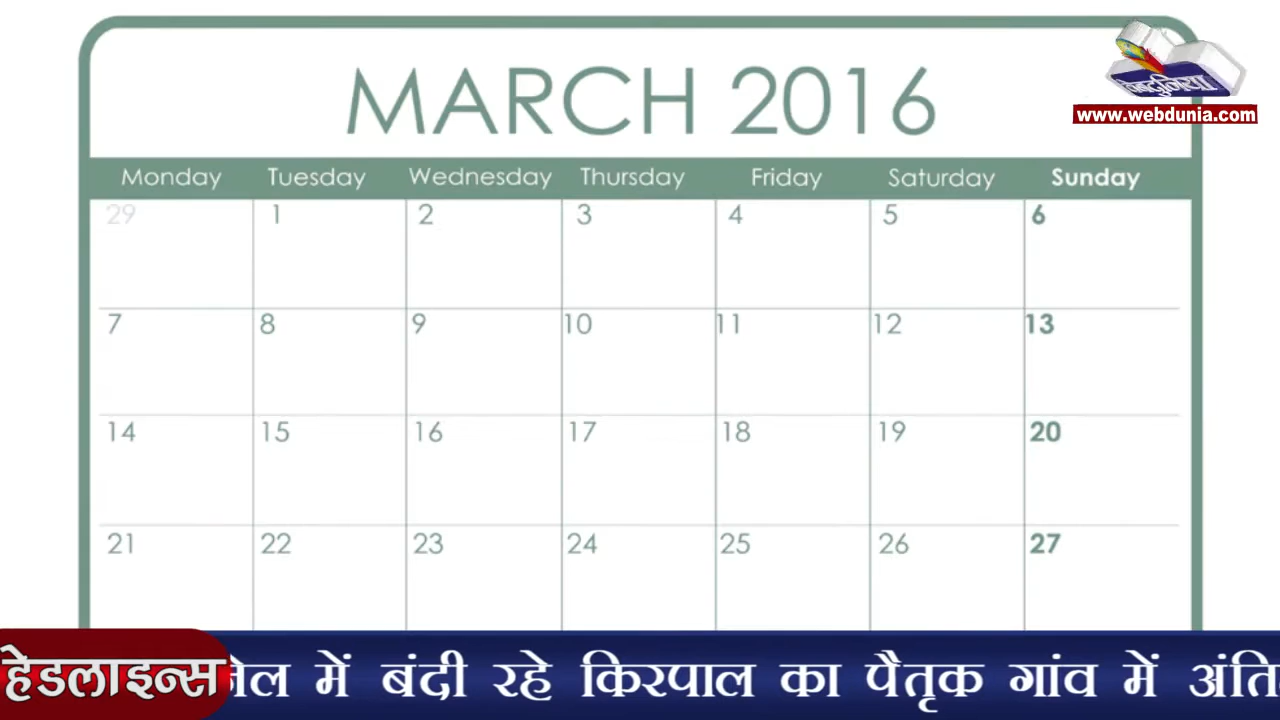 MARCH 2016
वेबदुनिया
www.webdunia.com
Monday Tuesday Wednesday Thursday Friday Saturday Sunday
29 1 2 3 4 5 6
7 8 9 10 11 12 13
14 15 16 17 18 19 20
21 22 23 24 25 26 27
हेडलाइन्स जेल में बंदी रहे किरपाल का पैतृक गांव में अंति